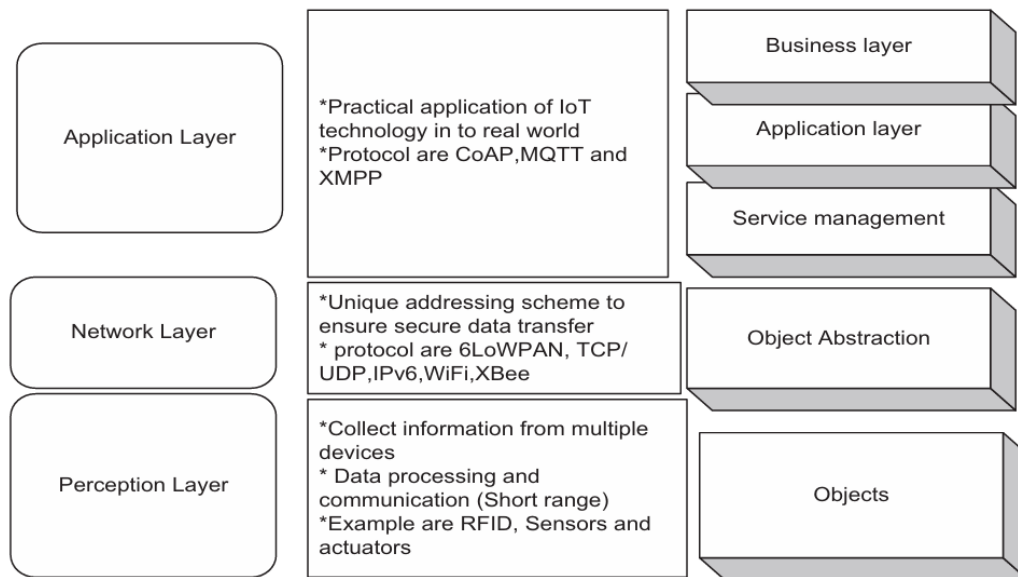 Application Layer
*Practical application of IoT
technology in to real world
*Protocol are CoAP,MQTT and
XMPP
Business layer
Application layer
Service management
Network Layer
*Unique addressing scheme to
ensure secure data transfer
* protocol are 6LoWPAN, TCP/
UDP,IPv6,WiFi,XBee
Object Abstraction
Perception Layer
*Collect information from multiple
devices
* Data processing and
communication (Short range)
*Example are RFID, Sensors and
actuators
Objects